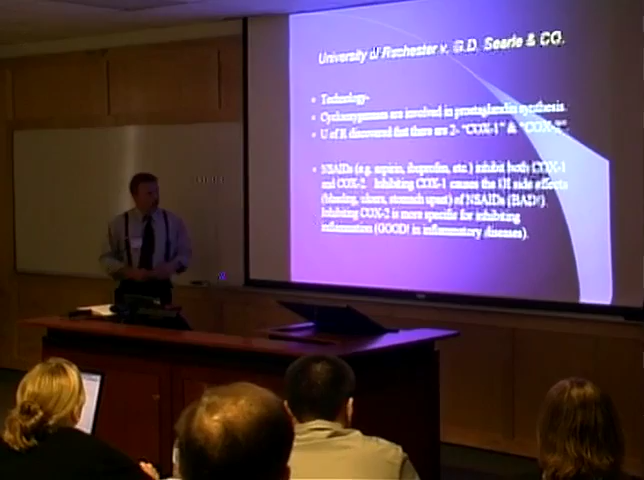 University of Rochester v. G.D. Searle & CO.
• Technology-
• Cyclooxygenases are involved in prostaglandin synthesis
• U of R discovered that there are 2- "COX-1" & "COX-2".
• NSAIDs (e.g. aspirin, ibuprofen, etc.) inhibit both COX-1
and COX-2. Inhibiting COX-1 causes the GI side effects
(bleeding, ulcers, stomach upset) of NSAIDs (BAD!).
Inhibiting COX-2 is more specific for inhibiting
inflammation (GOOD! in inflammatory diseases).